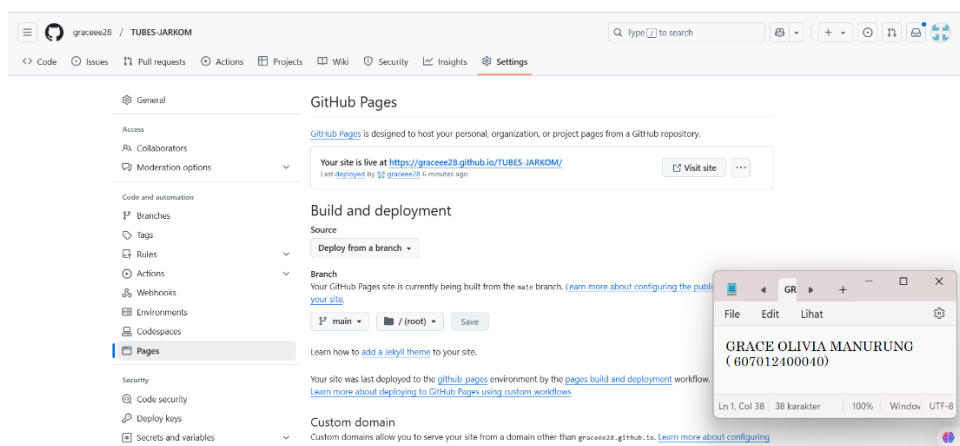 graceee28 / TUBES-JARKOM
Type / to search
Code Issues Pull requests Actions Projects Wiki Security Insights Settings
General
Access
Collaborators
Moderation options
Code and automation
Branches
Tags
Rules
Actions
Webhooks
Environments
Codespaces
Pages
Security
Code security
Deploy keys
Secrets and variables
GitHub Pages
GitHub Pages is designed to host your personal, organization, or project pages from a GitHub repository.
Your site is live at https://graceee28.github.io/TUBES-JARKOM/
Last deployed by graceee28 6 minutes ago
Visit site
Build and deployment
Source
Deploy from a branch
Branch
Your GitHub Pages site is currently being built from the main branch. Learn more about configuring the publi
your site.
main
/ (root)
Save
Learn how to add a Jekyll theme to your site.
Your site was last deployed to the github-pages environment by the pages build and deployment workflow.
Learn more about deploying to GitHub Pages using custom workflows
Custom domain
Custom domains allow you to serve your site from a domain other than graceee28.github.io. Learn more about configuring
GR
File Edit Lihat
GRACE OLIVIA MANURUNG
( 607012400040)
Ln 1, Col 38 38 karakter 100% Window UTF-8